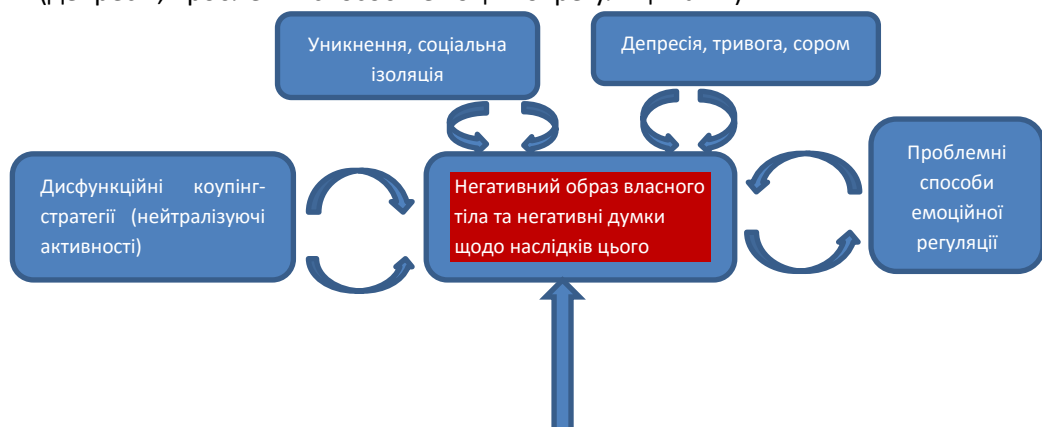 Уникнення, соціальна
ізоляція
Депресія, тривога, сором
Дисфункційні коупінг-
стратегії (нейтралізуючі
активності)
Негативний образ власного
тіла та негативні думки
щодо наслідків цього
Проблемні
способи
емоційної
регуляції